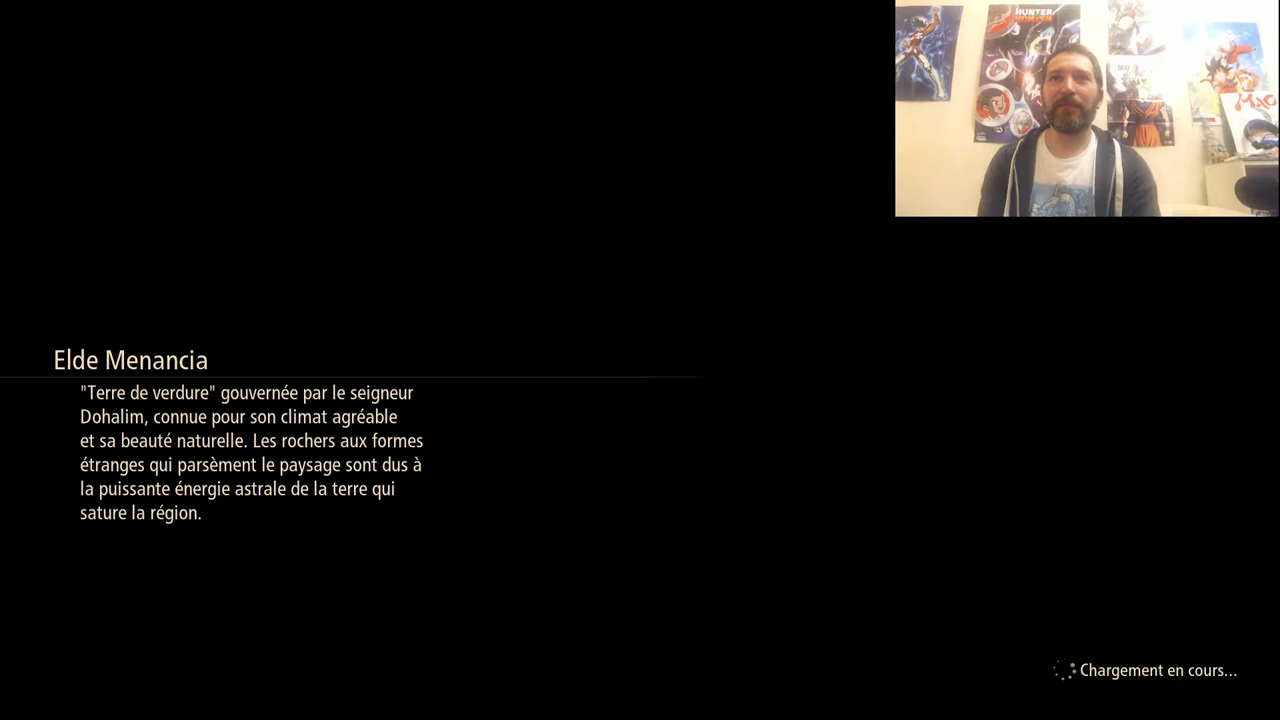 HUNTER
MAO
Elde Menancia
"Terre de verdure" gouvernée par le seigneur
Dohalim, connue pour son climat agréable
et sa beauté naturelle. Les rochers aux formes
étranges qui parsèment le paysage sont dus à
la puissante énergie astrale de la terre qui
sature la région.
Chargement en cours...